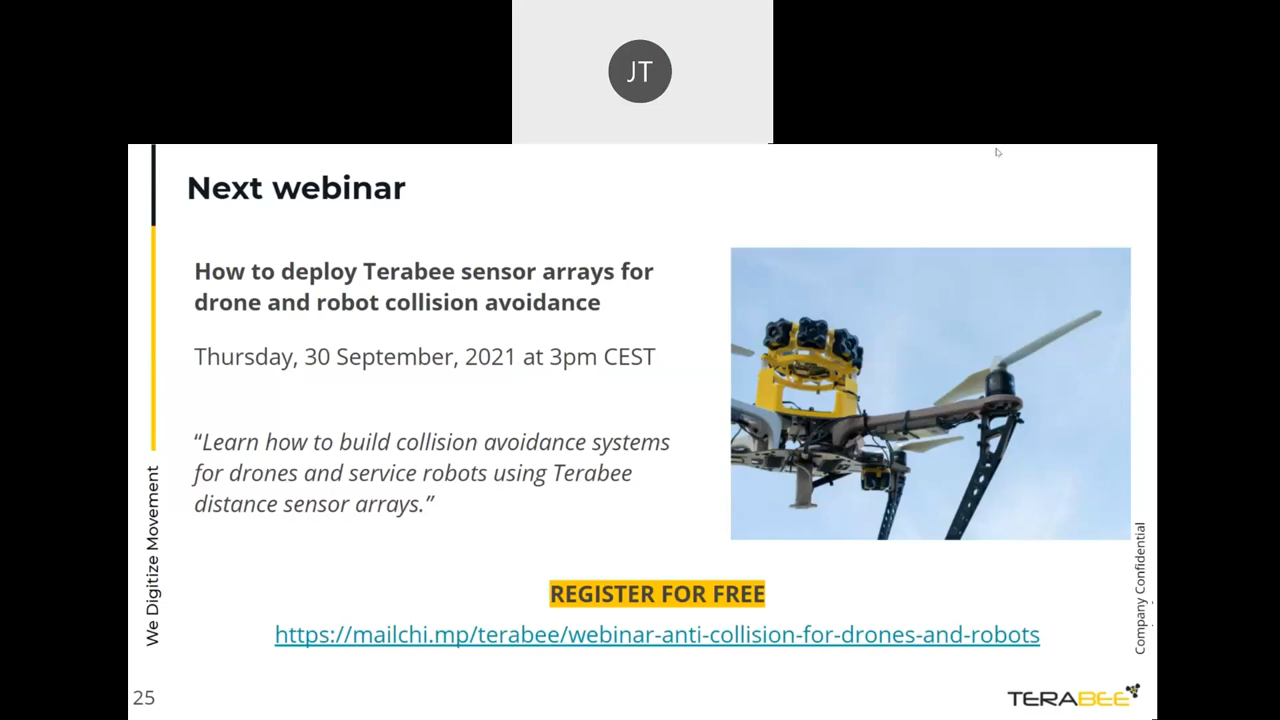 JT
Next webinar
How to deploy Terabee sensor arrays for
drone and robot collision avoidance
Thursday, 30 September, 2021 at 3pm CEST
“Learn how to build collision avoidance systems
for drones and service robots using Terabee
distance sensor arrays.”
We Digitize Movement
Company Confidential
REGISTER FOR FREE
https://mailchi.mp/terabee/webinar-anti-collision-for-drones-and-robots
25
TERABEE